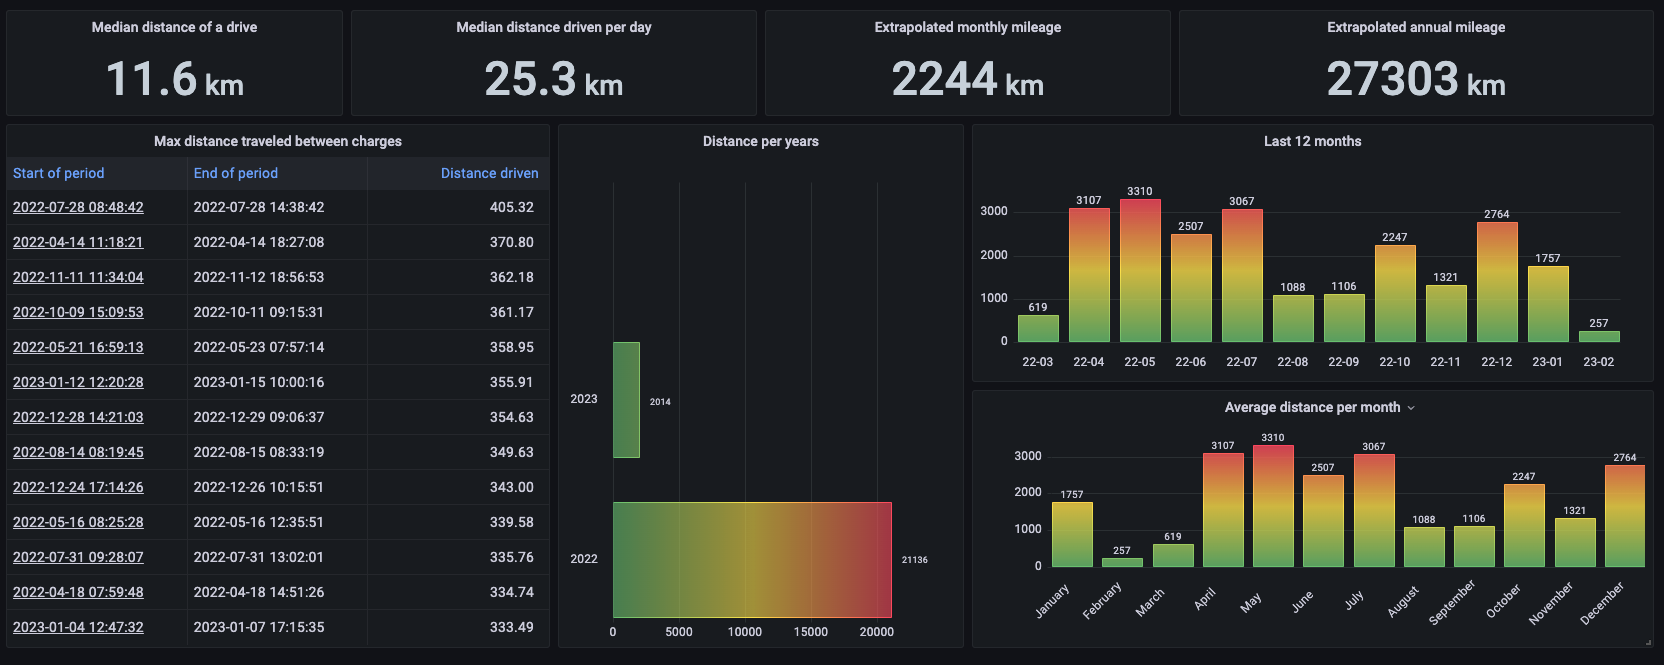 Median distance of a drive
11.6 km
Median distance driven per day
25.3 km
Extrapolated monthly mileage
2244 km
Extrapolated annual mileage
27303 km
Max distance traveled between charges
Start of period End of period Distance driven
2022-07-28 08:48:42 2022-07-28 14:38:42 405.32
2022-04-14 11:18:21 2022-04-14 18:27:08 370.80
2022-11-11 11:34:04 2022-11-12 18:56:53 362.18
2022-10-09 15:09:53 2022-10-11 09:15:31 361.17
2022-05-21 16:59:13 2022-05-23 07:57:14 358.95
2023-01-12 12:20:28 2023-01-15 10:00:16 355.91
2022-12-28 14:21:03 2022-12-29 09:06:37 354.63
2022-08-14 08:19:45 2022-08-15 08:33:19 349.63
2022-12-24 17:14:26 2022-12-26 10:15:51 343.00
2022-05-16 08:25:28 2022-05-16 12:35:51 339.58
2022-07-31 09:28:07 2022-07-31 13:02:01 335.76
2022-04-18 07:59:48 2022-04-18 14:51:26 334.74
2023-01-04 12:47:32 2023-01-07 17:15:35 333.49
Distance per years
2023 2014
2022 21136
0 5000 10000 15000 20000
Last 12 months
3000
2000
1000
0
619 3107 3310 2507 3067 1088 1106 2247 1321 2764 1757 257
22-03 22-04 22-05 22-06 22-07 22-08 22-09 22-10 22-11 22-12 23-01 23-02
Average distance per month
3000
2000
1000
0
1757 257 619 3107 3310 2507 3067 1088 1106 2247 1321 2764
January February March April May June July August September October November December